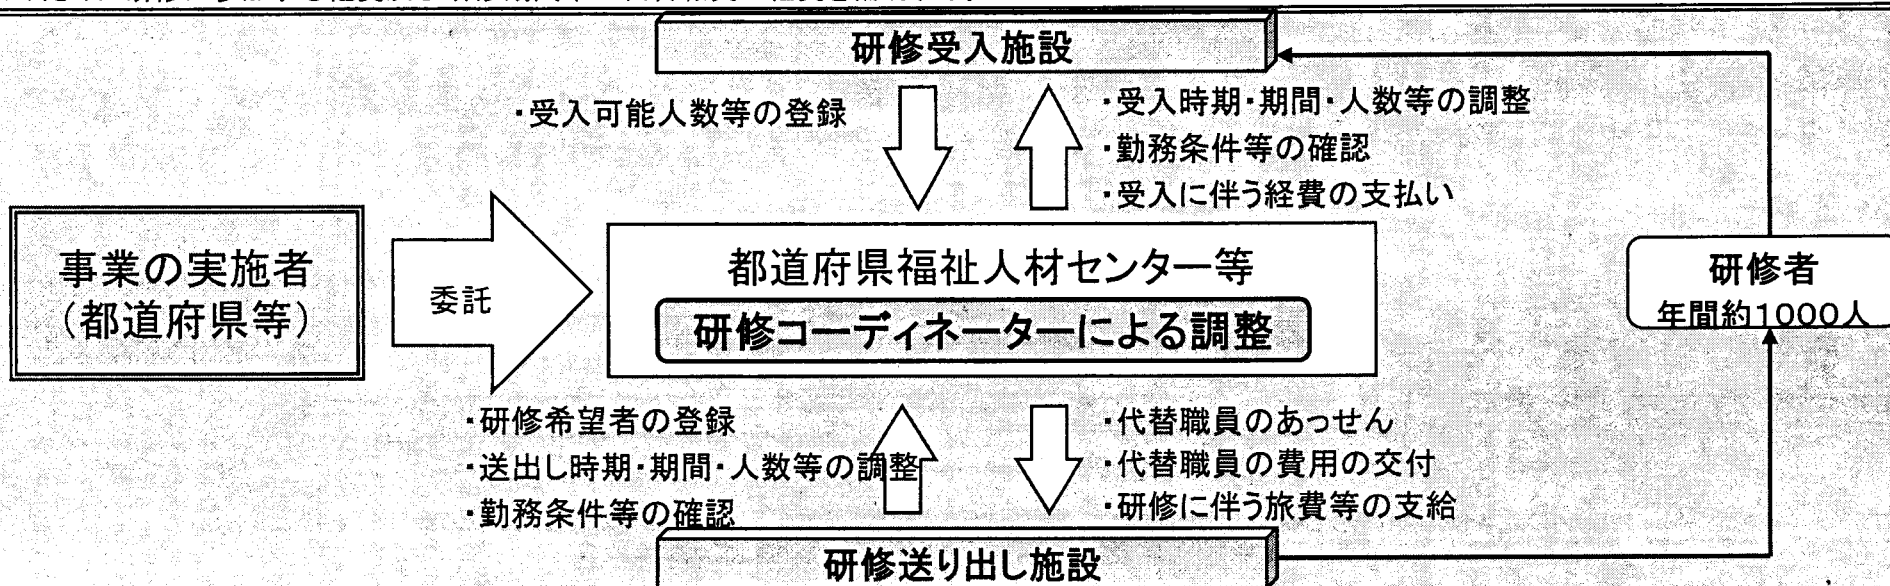 研修受入施設
・受入可能人数等の登録
・受入時期・期間・人数等の調整
・勤務条件等の確認
・受入に伴う経費の支払い
事業の実施者
（都道府県等）
委託
都道府県福祉人材センター等
研修コーディネーターによる調整
研修者
年間約1000人
・研修希望者の登録
・送出し時期・期間・人数等の調整
・勤務条件等の確認
・代替職員のあっせん
・代替職員の費用の交付
・研修に伴う旅費等の支給
研修送り出し施設